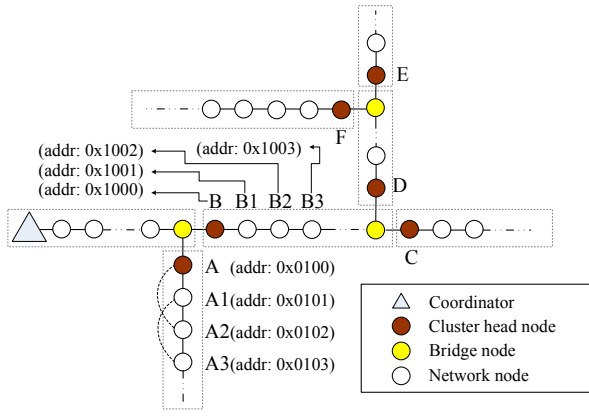 E
F
(addr: 0x1002)
(addr: 0x1003)
(addr: 0x1001)
(addr: 0x1000)
B B1 B2 B3
D
C
A (addr: 0x0100)
A1(addr: 0x0101)
A2(addr: 0x0102)
A3(addr: 0x0103)
Coordinator
Cluster head node
Bridge node
Network node